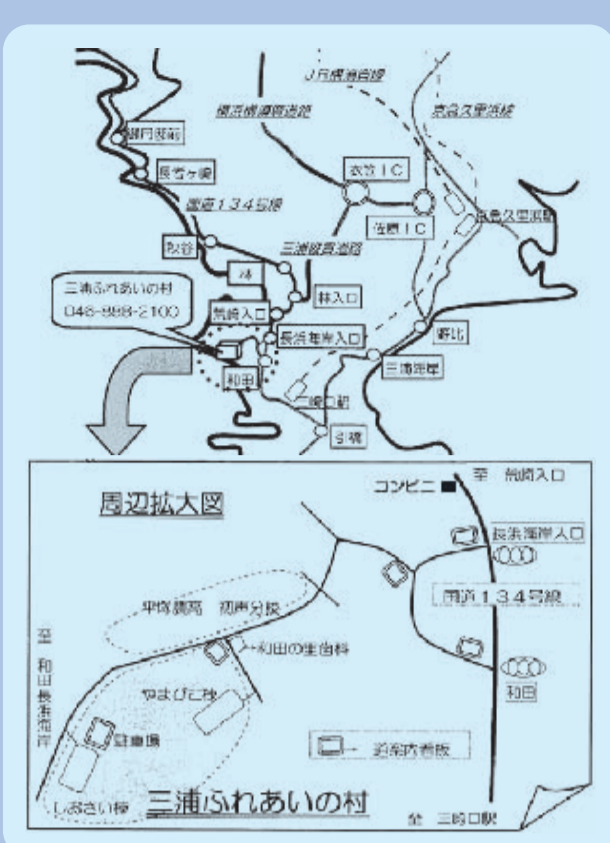 JR横須賀線
横浜横須賀道路
京急久里浜線
御用邸前
長者ヶ崎
国道134号線
衣笠IC
佐原IC
京急久里浜駅
秋谷
三浦縦貫道路
林
林入口
三浦ふれあいの村
046-888-2100
荒崎入口
長浜海岸入口
野比
三浦海岸
和田
三崎口駅
引橋
周辺拡大図
コンビニ
至 荒崎入口
長浜海岸入口
国道134号線
平塚農高 初声分校
和田の里歯科
和田
至 和田長浜海岸
やまびこ棟
駐車場
道案内看板
しおさい棟
三浦ふれあいの村
至 三崎口駅